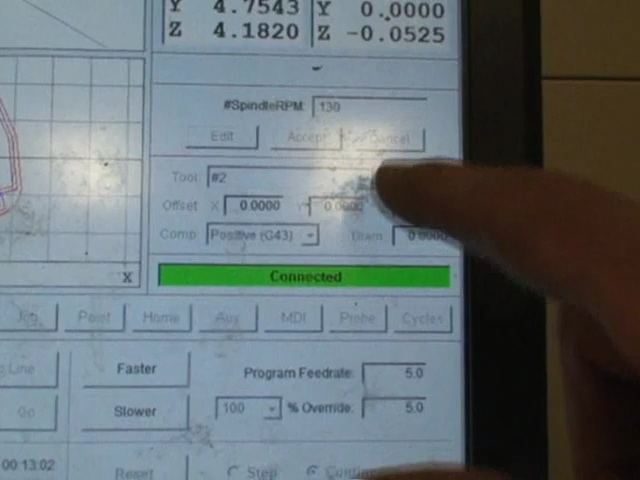 Y 4.7543 Y 0.0000
Z 4.1820 Z -0.0525
#SpindleRPM: 130
Edit Accept Cancel
Tool #2
Offset X 0.0000 Y 0.0000
Comp Positive (G43) Diam 0.0000
X
Connected
Jog Point Home Aux MDI Probe Cycles
Line Faster Program Feedrate: 5.0
Go Slower 100 % Override: 5.0
00 13:02 Reset Step